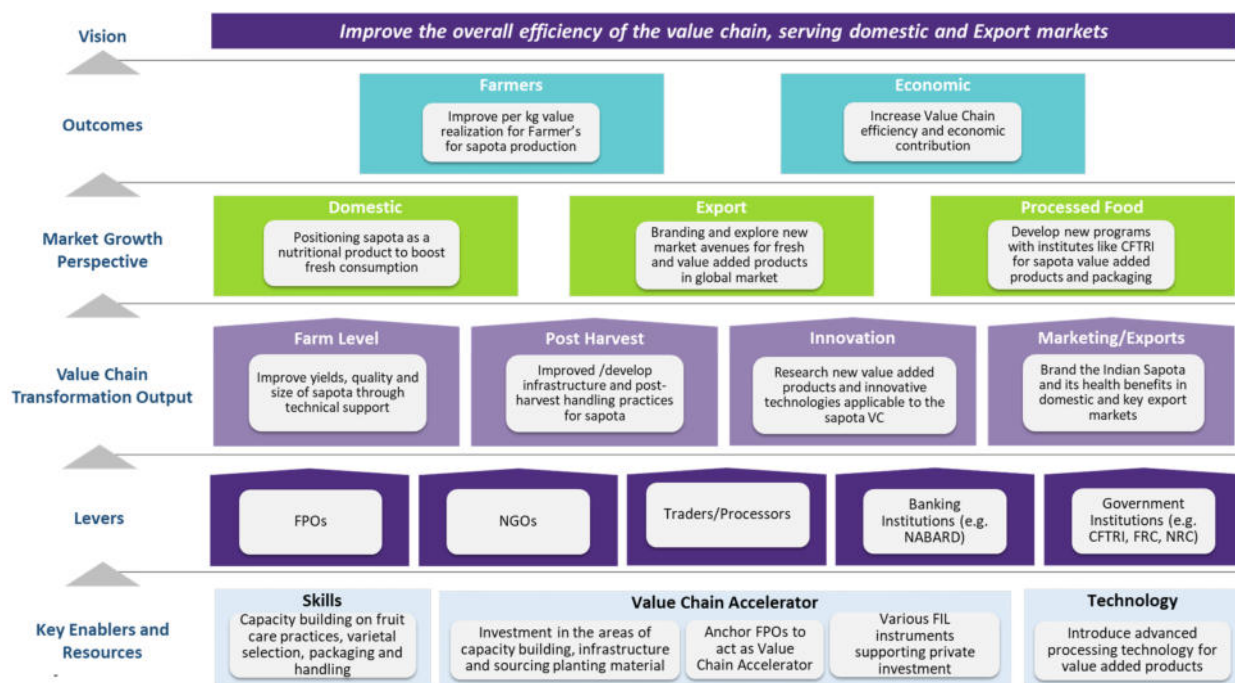 Vision
Improve the overall efficiency of the value chain, serving domestic and Export markets
Outcomes
Farmers
Improve per kg value
realization for Farmer's
for sapota production
Economic
Increase Value Chain
efficiency and economic
contribution
Market Growth
Perspective
Domestic
Positioning sapota as a
nutritional product to boost
fresh consumption
Export
Branding and explore new
market avenues for fresh
and value added products
in global market
Processed Food
Develop new programs
with institutes like CFTRI
for sapota value added
products and packaging
Value Chain
Transformation Output
Farm Level
Improve yields, quality and
size of sapota through
technical support
Post Harvest
Improved /develop
infrastructure and post-
harvest handling practices
for sapota
Innovation
Research new value added
products and innovative
technologies applicable to the
sapota VC
Marketing/Exports
Brand the Indian Sapota
and its health benefits in
domestic and key export
markets
Levers
FPOs
NGOs
Traders/Processors
Banking
Institutions (e.g.
NABARD)
Government
Institutions (e.g.
CFTRI, FRC, NRC)
Key Enablers and
Resources
Skills
Capacity building on fruit
care practices, varietal
selection, packaging and
handling
Value Chain Accelerator
Investment in the areas of
capacity building, infrastructure
and sourcing planting material
Anchor FPOs to
act as Value
Chain Accelerator
Various FIL
instruments
supporting private
investment
Technology
Introduce advanced
processing technology for
value added products